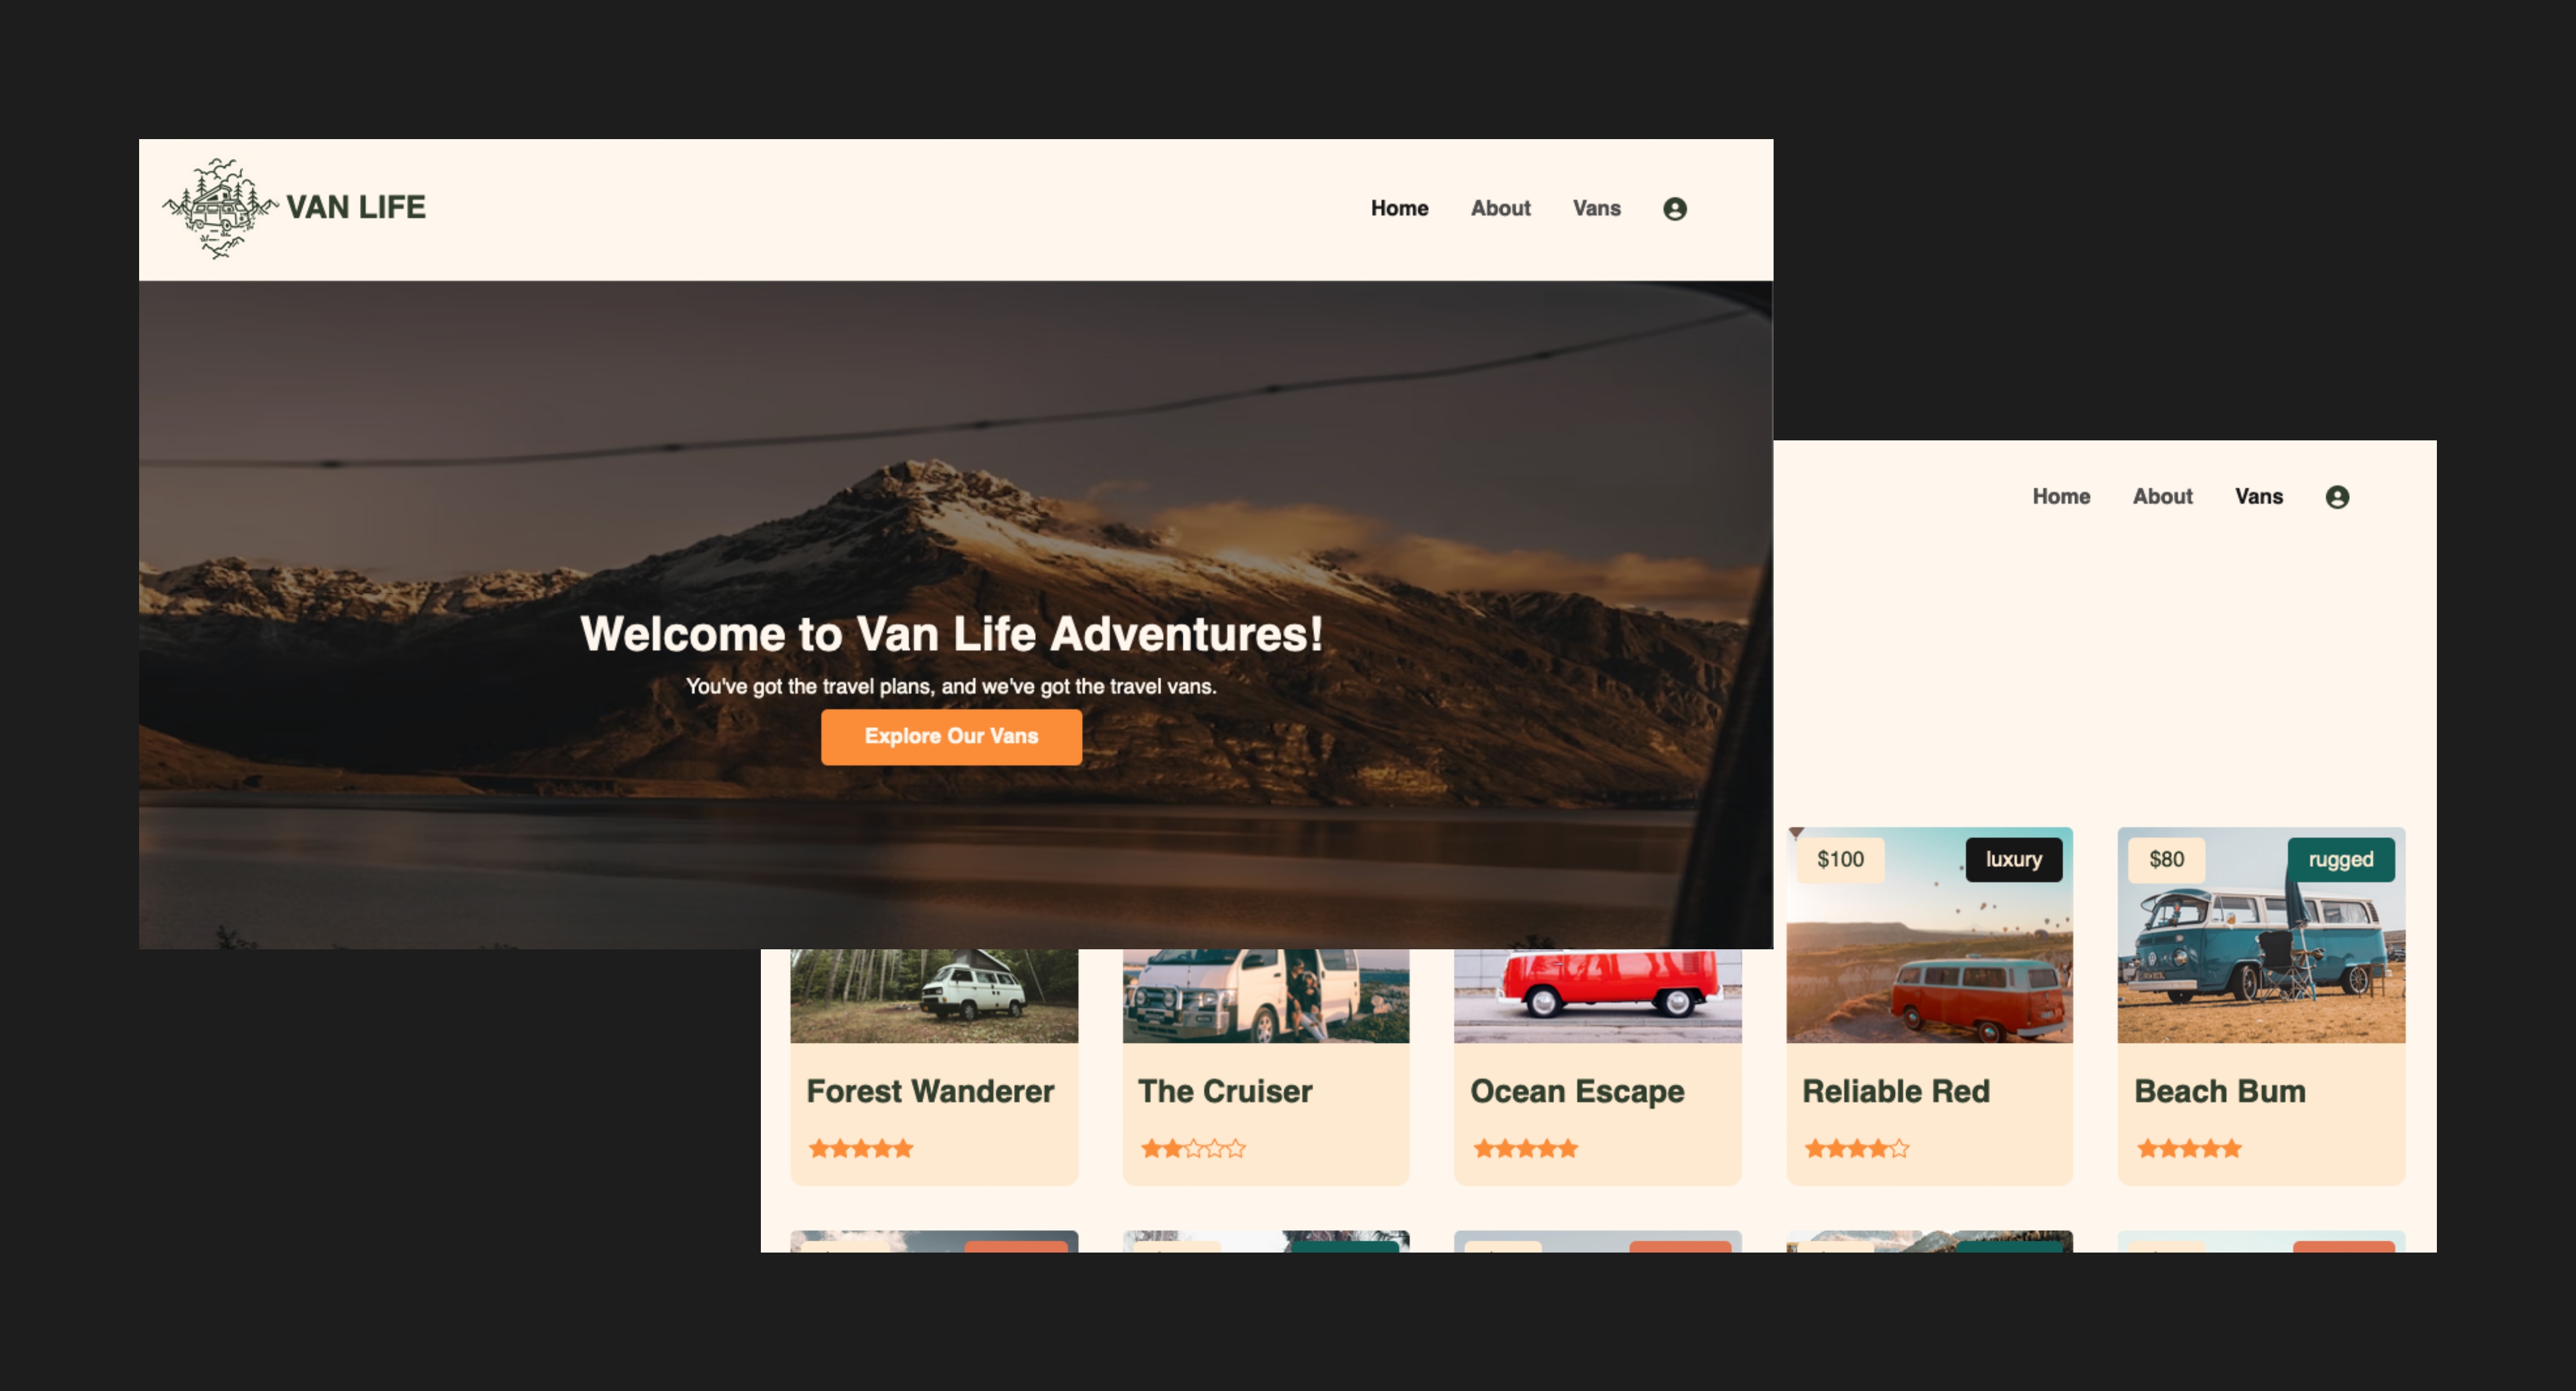 VAN LIFE
Home About Vans
Welcome to Van Life Adventures!
You've got the travel plans, and we've got the travel vans.
Explore Our Vans
Home About Vans
$100 luxury $80 rugged
Forest Wanderer The Cruiser Ocean Escape Reliable Red Beach Bum